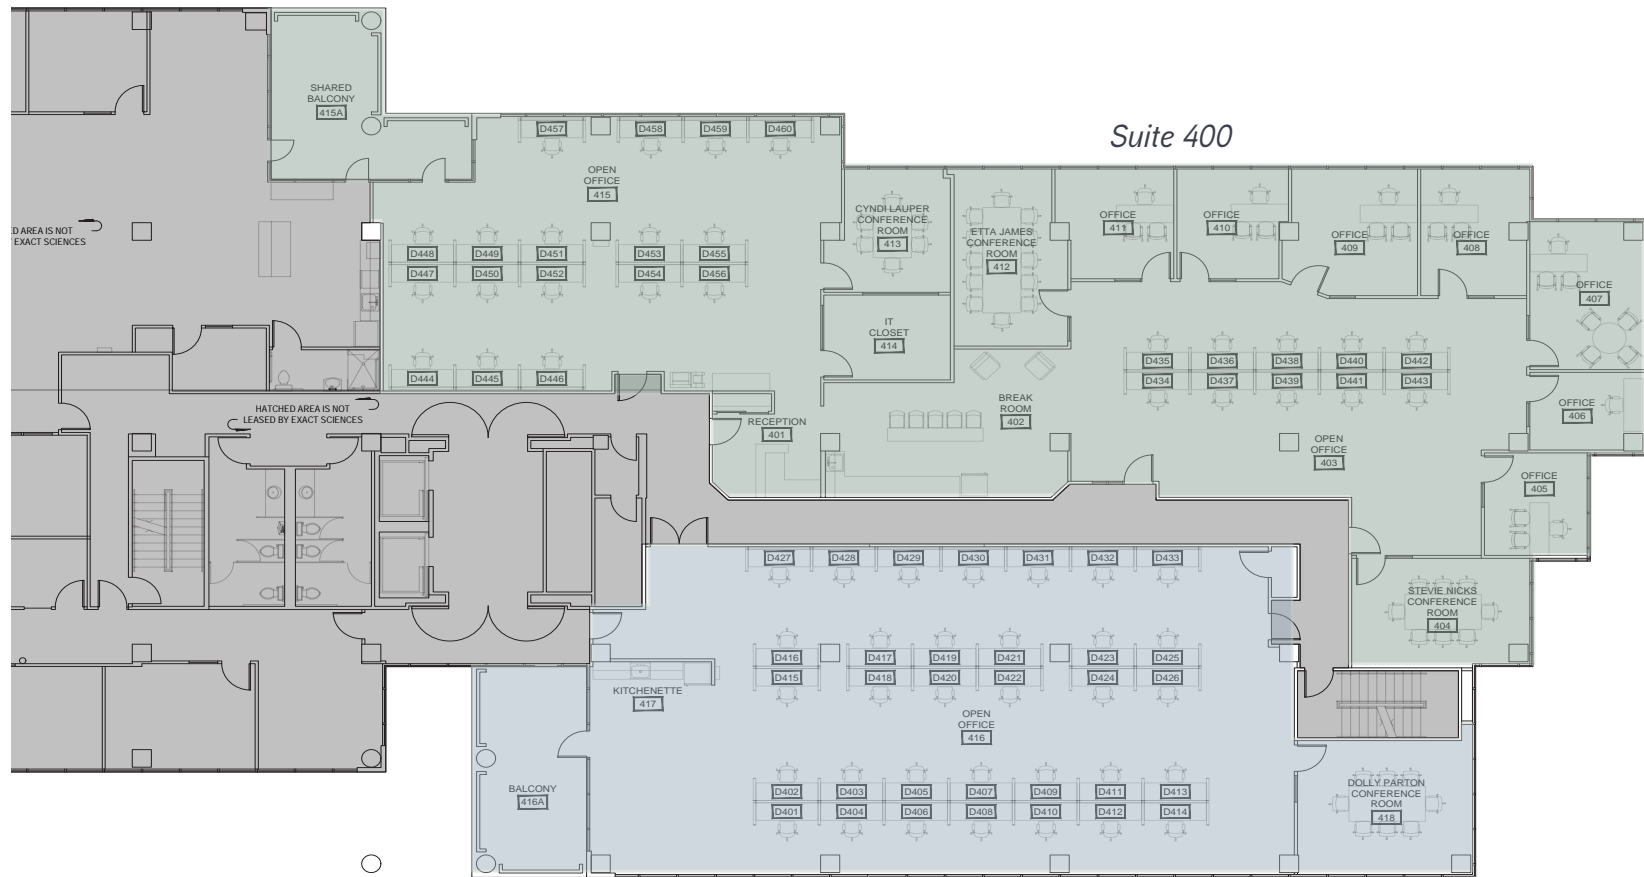 Suite 400
SHARED
BALCONY
415A
D457
D458
D459
D460
OPEN
OFFICE
415
CYNDI LAUPER
CONFERENCE
ROOM
413
ETTA JAMES
CONFERENCE
ROOM
412
OFFICE
411
OFFICE
410
OFFICE
409
OFFICE
408
OFFICE
407
ED AREA IS NOT
Y EXACT SCIENCES
D448
D449
D451
D453
D455
D447
D450
D452
D454
D456
IT
CLOSET
414
D435
D436
D438
D440
D442
D434
D437
D439
D441
D443
D444
D445
D446
HATCHED AREA IS NOT
LEASED BY EXACT SCIENCES
RECEPTION
401
BREAK
ROOM
402
OFFICE
406
OPEN
OFFICE
403
OFFICE
405
D427
D428
D429
D430
D431
D432
D433
STEVIE NICKS
CONFERENCE
ROOM
404
D416
D417
D419
D421
D423
D425
D415
D418
D420
D422
D424
D426
KITCHENETTE
417
OPEN
OFFICE
416
BALCONY
416A
D402
D403
D405
D407
D409
D411
D413
D401
D404
D406
D408
D410
D412
D414
DOLLY PARTON
CONFERENCE
ROOM
418